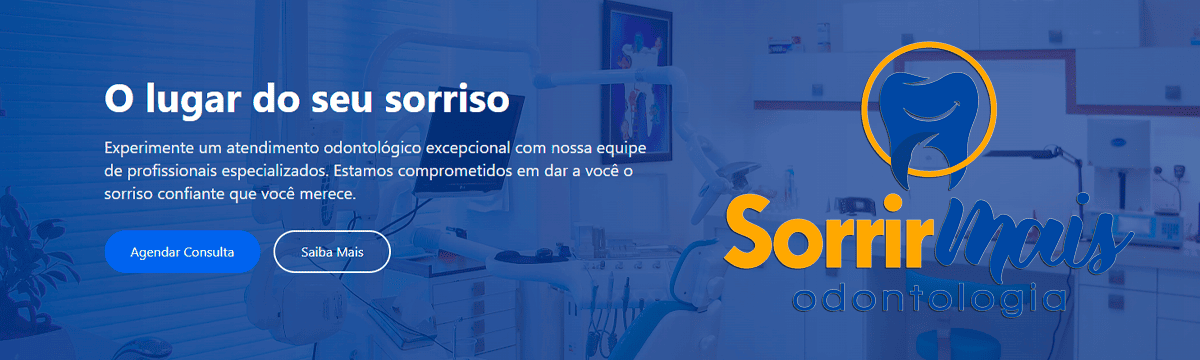 O lugar do seu sorriso
Experimente um atendimento odontológico excepcional com nossa equipe
de profissionais especializados. Estamos comprometidos em dar a você o
sorriso confiante que você merece.
Agendar Consulta
Saiba Mais
Sorrir Mais
odontologia